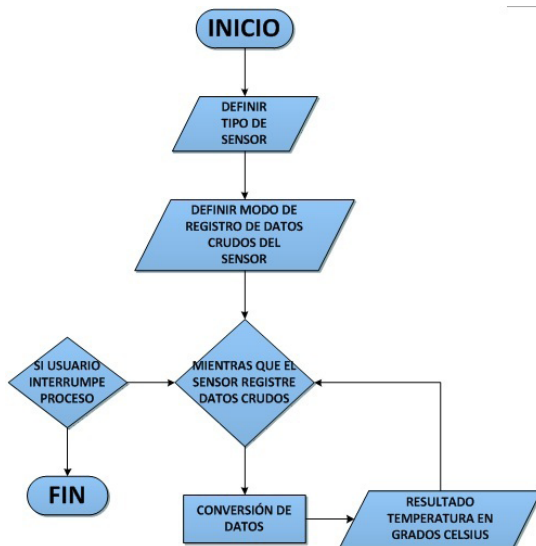 INICIO
DEFINIR
TIPO DE
SENSOR
DEFINIR MODO DE
REGISTRO DE DATOS
CRUDOS DEL
SENSOR
SI USUARIO
INTERRUMPE
PROCESO
MIENTRAS QUE EL
SENSOR REGISTRE
DATOS CRUDOS
FIN
CONVERSIÓN DE
DATOS
RESULTADO
TEMPERATURA EN
GRADOS CELSIUS